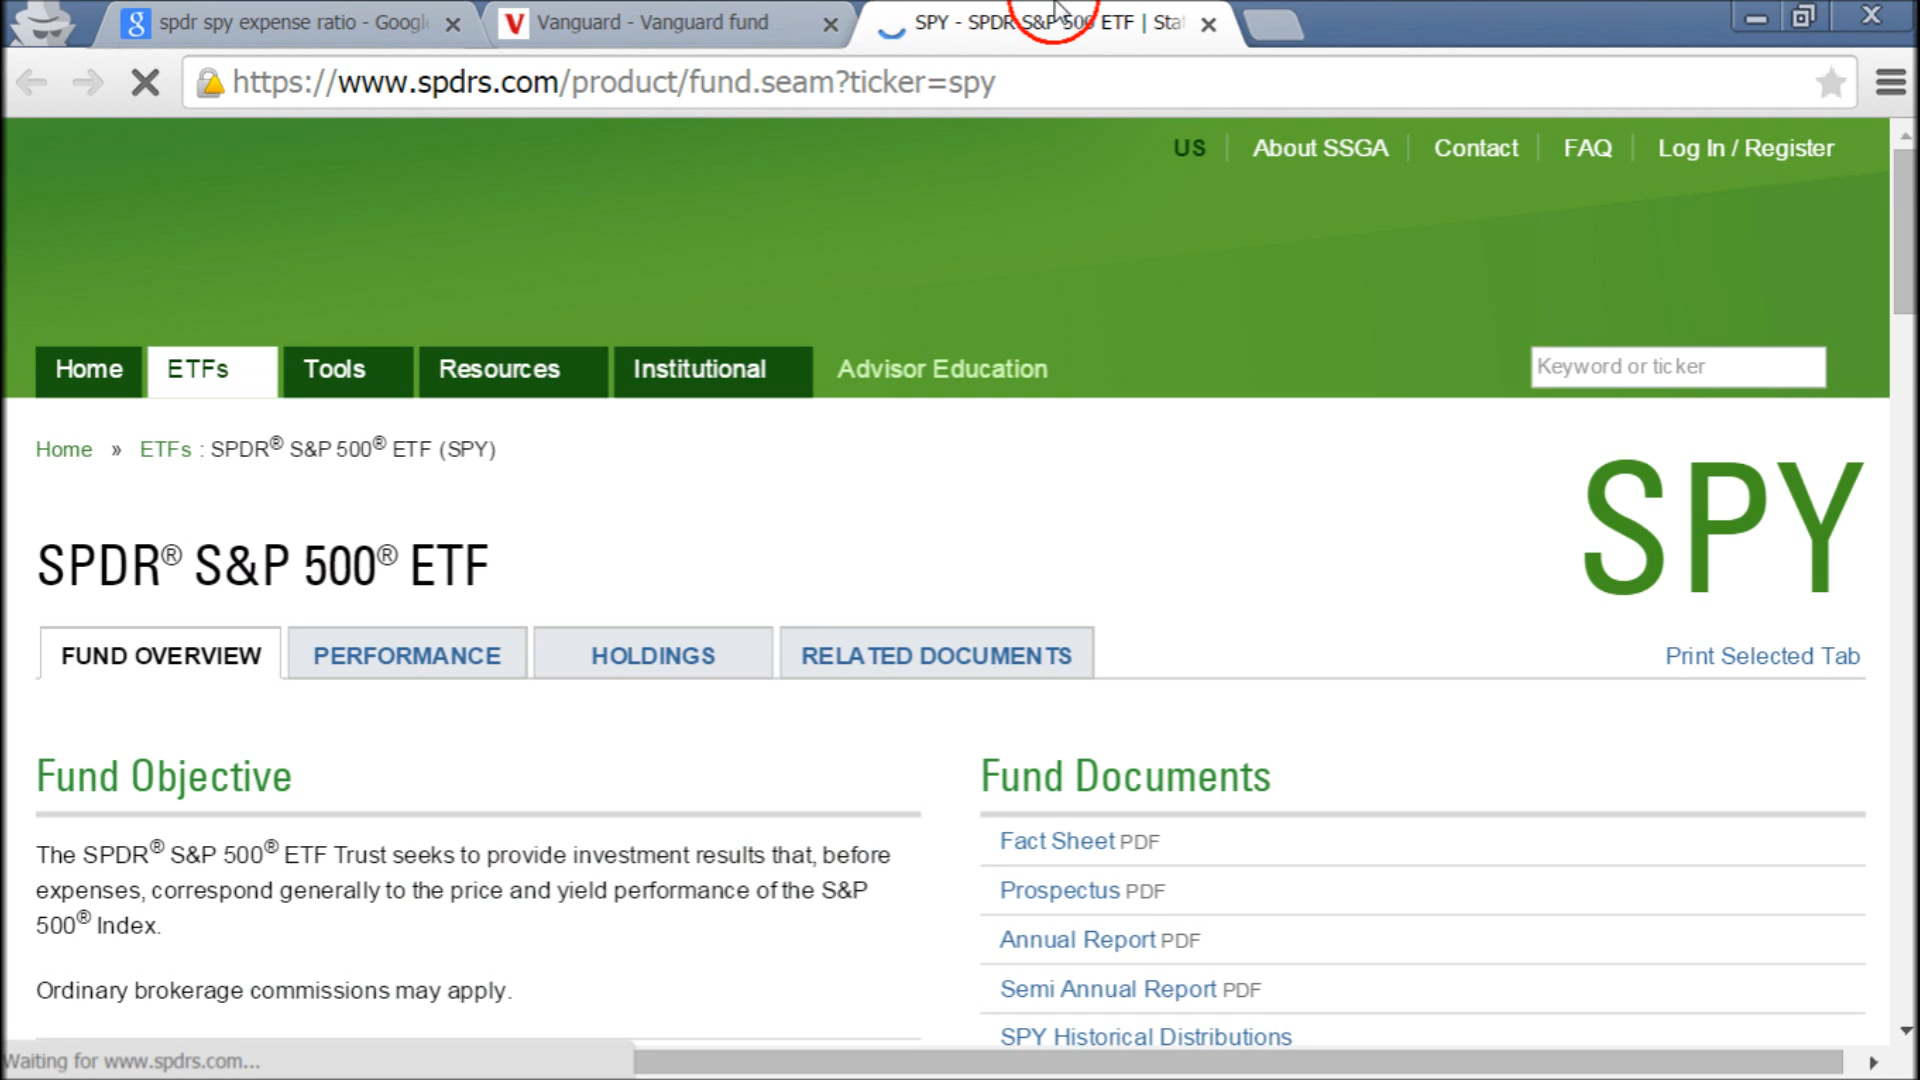 spdr spy expense ratio - Googl
Vanguard - Vanguard fund
SPY - SPDR S&P 500 ETF | Stat
https://www.spdrs.com/product/fund.seam?ticker=spy
US
About SSGA
Contact
FAQ
Log In / Register
Home
ETFs
Tools
Resources
Institutional
Advisor Education
Keyword or ticker
Home » ETFs : SPDR® S&P 500® ETF (SPY)
SPY
SPDR® S&P 500® ETF
FUND OVERVIEW
PERFORMANCE
HOLDINGS
RELATED DOCUMENTS
Print Selected Tab
Fund Objective
The SPDR® S&P 500® ETF Trust seeks to provide investment results that, before
expenses, correspond generally to the price and yield performance of the S&P
500® Index.
Ordinary brokerage commissions may apply.
Fund Documents
Fact Sheet PDF
Prospectus PDF
Annual Report PDF
Semi Annual Report PDF
SPY Historical Distributions
Waiting for www.spdrs.com...